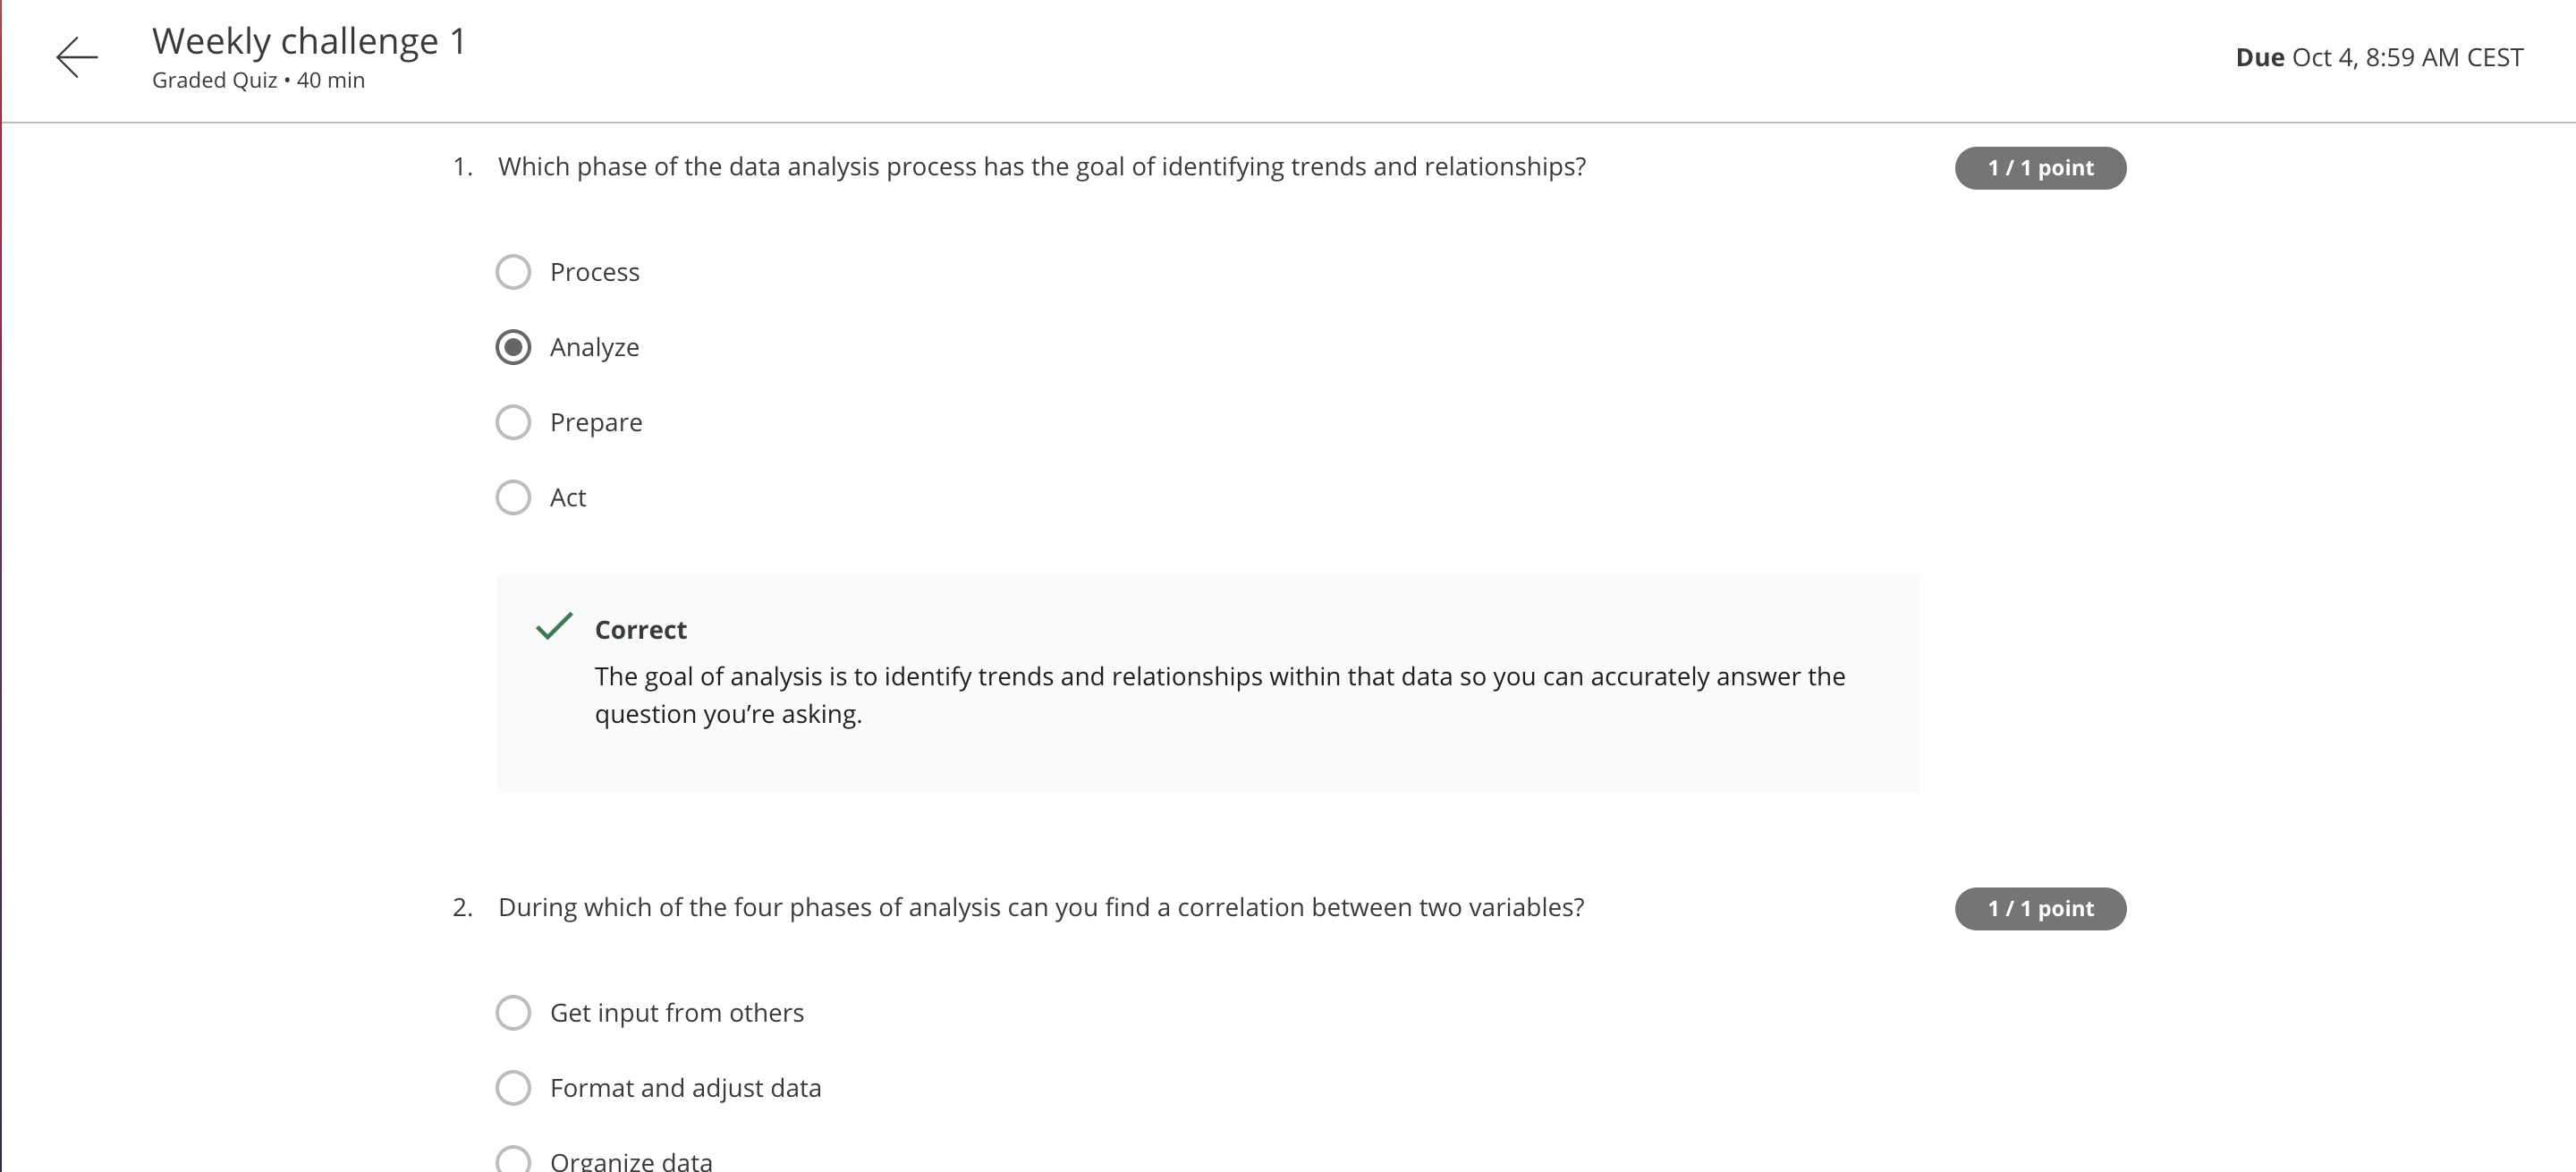 Weekly challenge 1
Graded Quiz • 40 min
Due Oct 4, 8:59 AM CEST
1. Which phase of the data analysis process has the goal of identifying trends and relationships?
1 / 1 point
Process
Analyze
Prepare
Act
Correct
The goal of analysis is to identify trends and relationships within that data so you can accurately answer the
question you’re asking.
2. During which of the four phases of analysis can you find a correlation between two variables?
1 / 1 point
Get input from others
Format and adjust data
Organize data